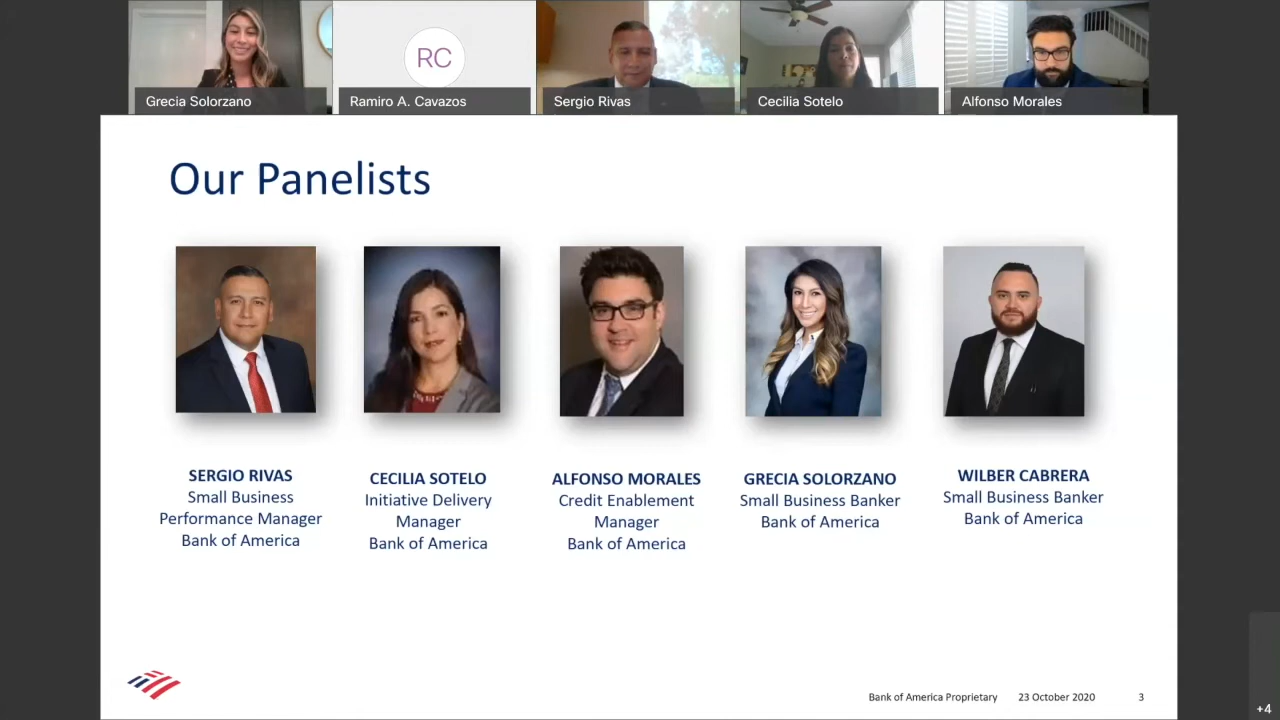 RC
Grecia Solorzano
Ramiro A. Cavazos
Sergio Rivas
Cecilia Sotelo
Alfonso Morales
Our Panelists
SERGIO RIVAS
Small Business
Performance Manager
Bank of America
CECILIA SOTELO
Initiative Delivery
Manager
Bank of America
ALFONSO MORALES
Credit Enablement
Manager
Bank of America
GRECIA SOLORZANO
Small Business Banker
Bank of America
WILBER CABRERA
Small Business Banker
Bank of America
Bank of America Proprietary 23 October 2020 3
+4